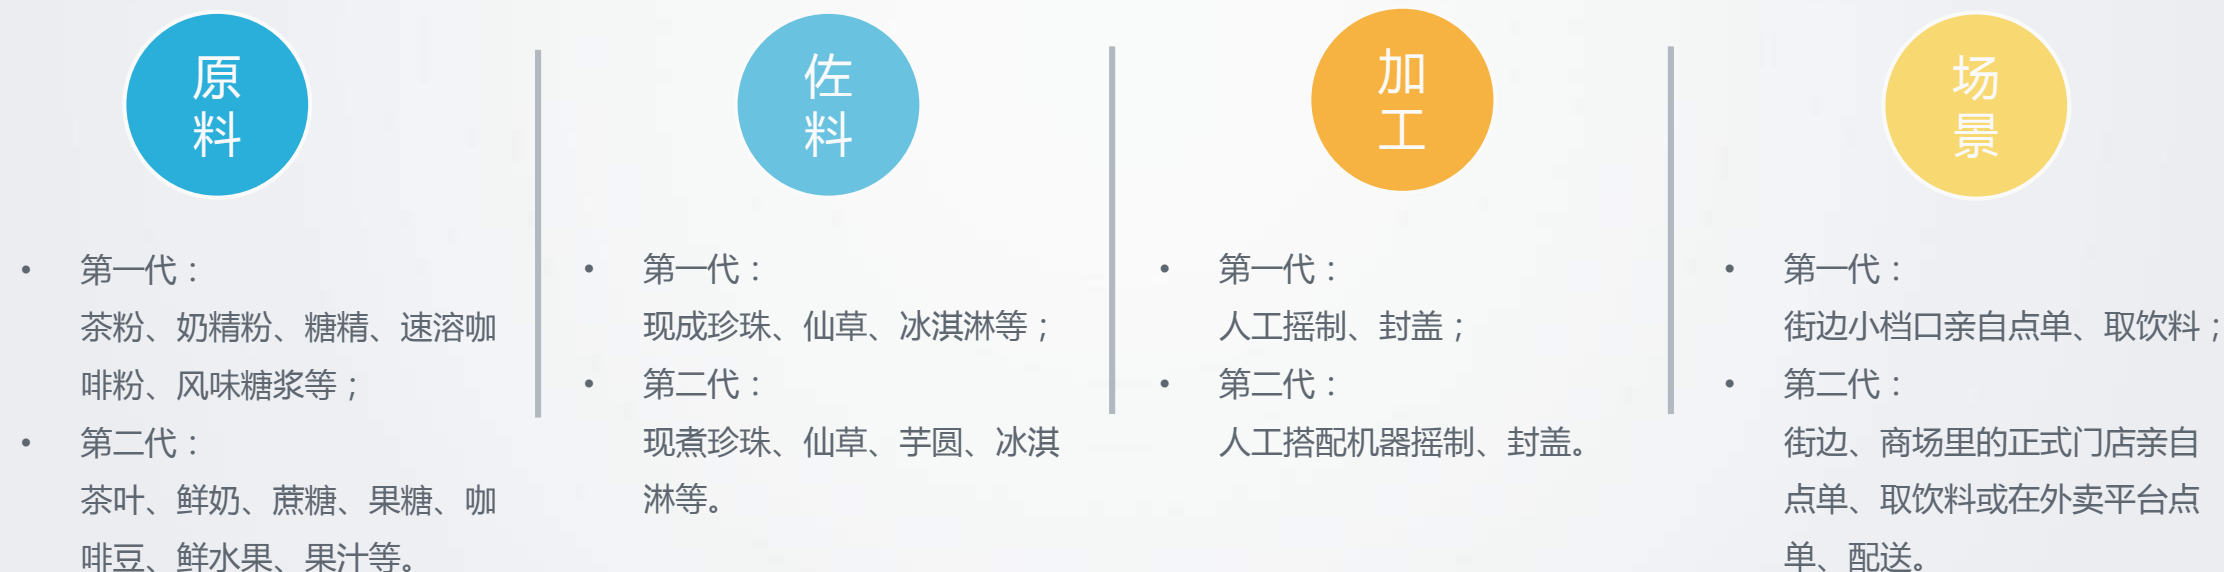 原
料
• 第一代：
茶粉、奶精粉、糖精、速溶咖
啡粉、风味糖浆等；
• 第二代：
茶叶、鲜奶、蔗糖、果糖、咖
啡豆、鲜水果、果汁等。
佐
料
• 第一代：
现成珍珠、仙草、冰淇淋等；
• 第二代：
现煮珍珠、仙草、芋圆、冰淇
淋等。
加
工
• 第一代：
人工摇制、封盖；
• 第二代：
人工搭配机器摇制、封盖。
场
景
• 第一代：
街边小档口亲自点单、取饮料；
• 第二代：
街边、商场里的正式门店亲自
点单、取饮料或在外卖平台点
单、配送。